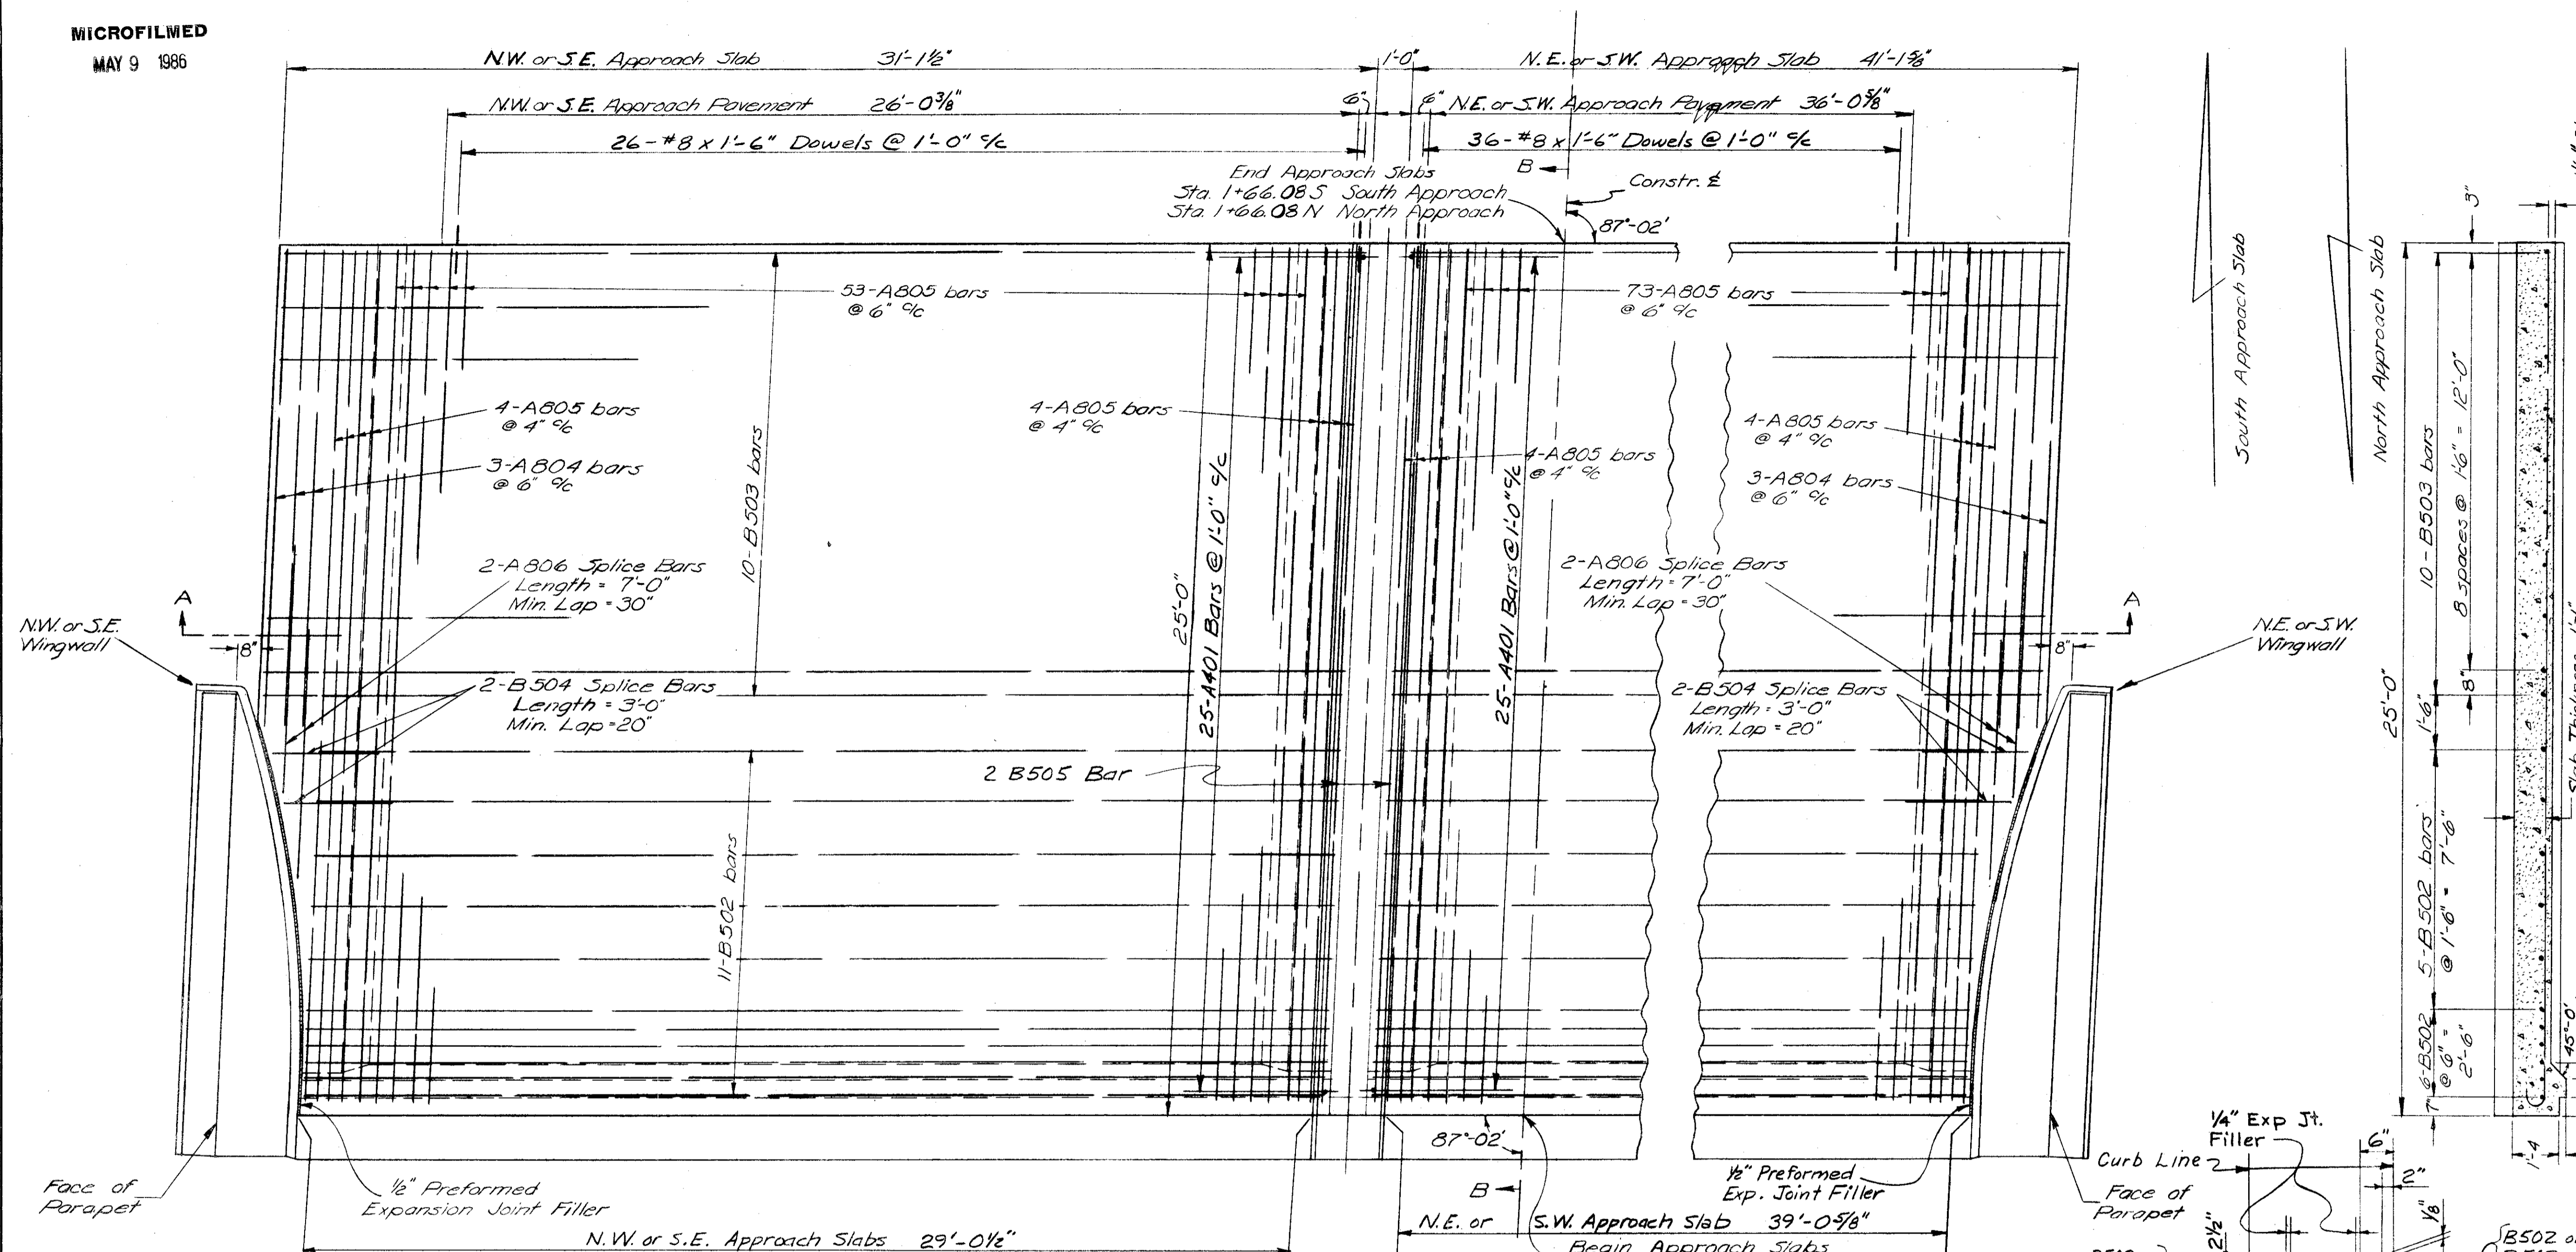 MICROFILMED
MAY 9 1986
N.W. or S.E. Approach Slab 31'-1½"
1'-0"
N.E. or S.W. Approach Slab 41'-1⅝"
N.W. or S.E. Approach Pavement 26'-0⅜"
6"
6"
N.E. or S.W. Approach Pavement 36'-0⅝"
26-#8 x 1'-6" Dowels @ 1'-0" c/c
36-#8 x 1'-6" Dowels @ 1'-0" c/c
End Approach Slabs
Sta. 1+66.08 S South Approach
Sta. 1+66.08 N North Approach
B
Constr. ℄
87°-02'
53-A805 bars
@ 6" c/c
73-A805 bars
@ 6" c/c
4-A805 bars
@ 4" c/c
3-A804 bars
@ 6" c/c
10-B503 bars
4-A805 bars
@ 4" c/c
4-A805 bars
@ 4" c/c
4-A805 bars
@ 4" c/c
3-A804 bars
@ 6" c/c
2-A806 Splice Bars
Length = 7'-0"
Min. Lap = 30"
2-A806 Splice Bars
Length = 7'-0"
Min. Lap = 30"
A
N.W. or S.E.
Wingwall
8"
25'-0"
25-A401 Bars @ 1'-0" c/c
25-A401 Bars @ 1'-0" c/c
A
8"
N.E. or S.W.
Wingwall
2-B504 Splice Bars
Length = 3'-0"
Min. Lap = 20"
2-B504 Splice Bars
Length = 3'-0"
Min. Lap = 20"
2 B505 Bar
11-B502 bars
Face of
Parapet
½" Preformed
Expansion Joint Filler
87°-02'
B
½" Preformed
Exp. Joint Filler
Face of
Parapet
N.W. or S.E. Approach Slabs 29'-0½"
N.E. or S.W. Approach Slab 39'-0⅝"
Begin Approach Slabs
South Approach Slab
North Approach Slab
3"
10-B503 bars
8 spaces @ 1'-6" = 12'-0"
25'-0"
8"
1'-6"
5-B502 bars
@ 1'-6" = 7'-6"
6-B502
@ 6" =
2'-6"
7"
45°-0'
1'-4
¼" Exp Jt.
Filler
Curb Line
6"
2"
⅛"
2½"
B502